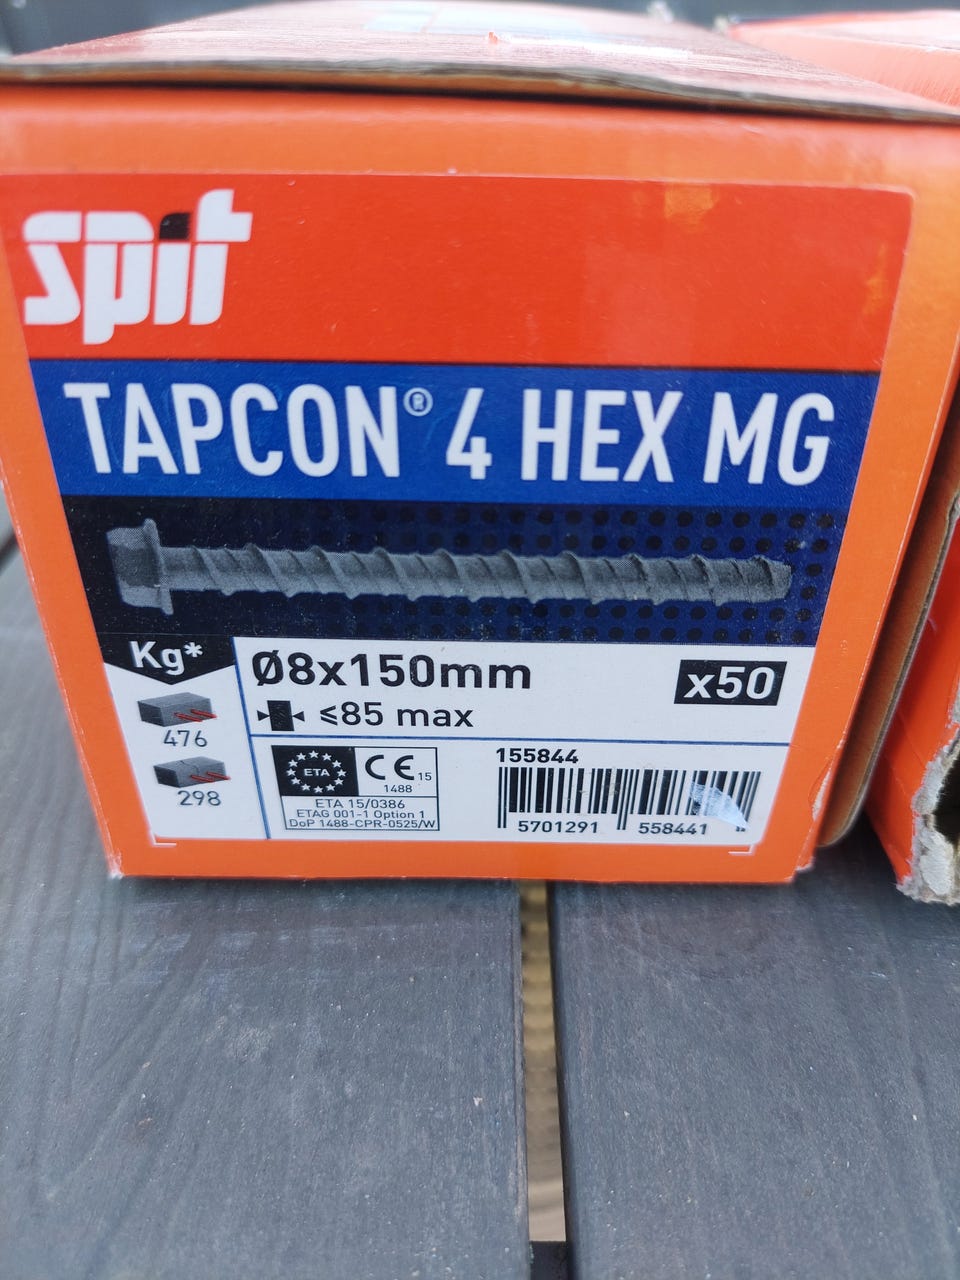 spit
TAPCON® 4 HEX MG
Kg*
Ø8x150mm
x50
≤85 max
476
298
ETA
CE 15
1488
ETA 15/0386
ETAG 001-1 Option 1
DoP 1488-CPR-0525/W
155844
5701291 558441